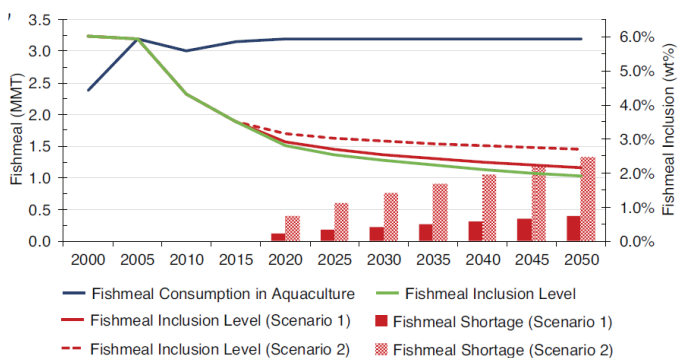 3.5
3.0
2.5
2.0
1.5
1.0
0.5
0.0
Fishmeal (MMT)
6.0%
5.0%
4.0%
3.0%
2.0%
1.0%
0.0%
Fishmeal Inclusion (wt%)
2000 2005 2010 2015 2020 2025 2030 2035 2040 2045 2050
Fishmeal Consumption in Aquaculture
Fishmeal Inclusion Level
Fishmeal Inclusion Level (Scenario 1)
Fishmeal Shortage (Scenario 1)
Fishmeal Inclusion Level (Scenario 2)
Fishmeal Shortage (Scenario 2)